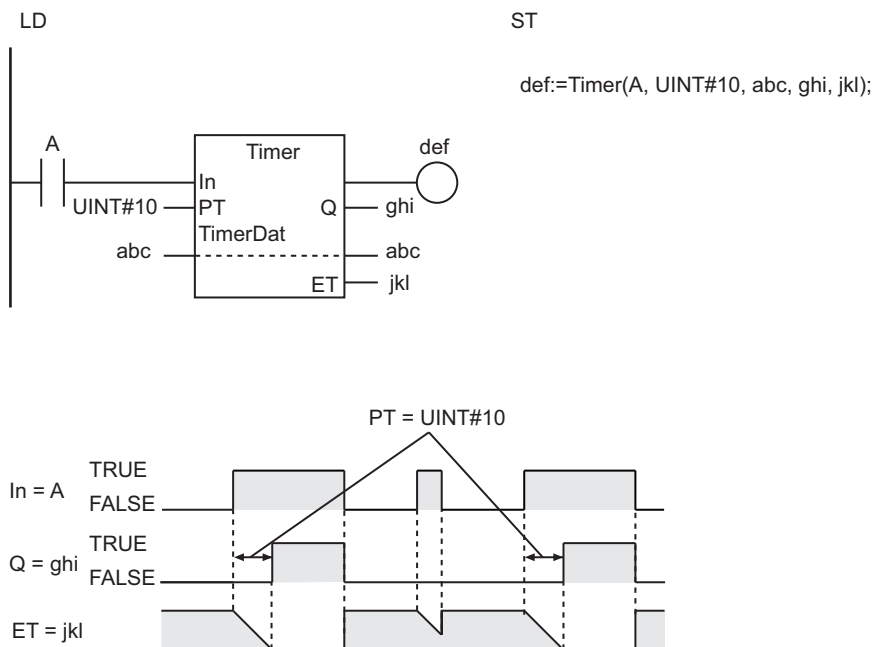 LD
ST
def:=Timer(A, UINT#10, abc, ghi, jkl);
A
Timer
def
In
UINT#10
PT
Q
ghi
TimerDat
abc
abc
ET
jkl
PT = UINT#10
In = A
TRUE
FALSE
Q = ghi
TRUE
FALSE
ET = jkl